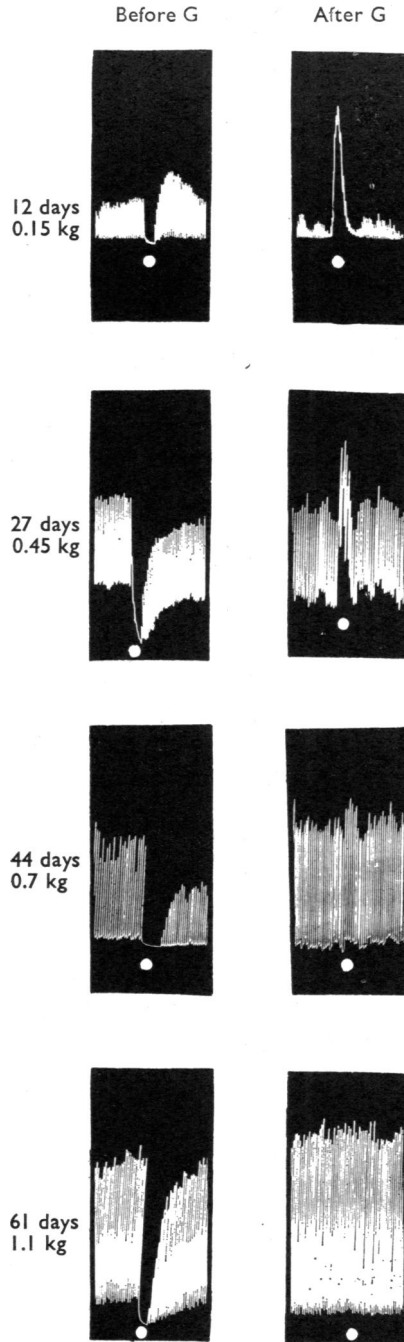 Before G After G
12 days
0.15 kg
27 days
0.45 kg
44 days
0.7 kg
61 days
1.1 kg